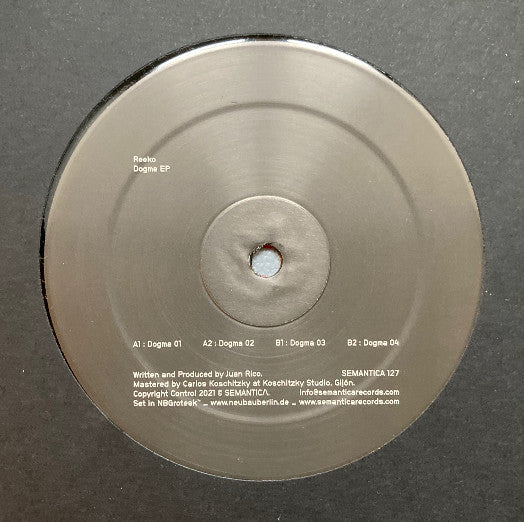 Reeko
Dogma EP
A1 : Dogma 01 A2 : Dogma 02 B1 : Dogma 03 B2 : Dogma 04
Written and Produced by Juan Rico. SEMANTICA 127
Mastered by Carlos Koschitzky at Koschitzky Studio, Gijón.
Copyright Control 2021 © SEMANTICA. info@semanticarecords.com
Set in NBGrotesk™ _ www.neubauberlin.de _ www.semanticarecords.com